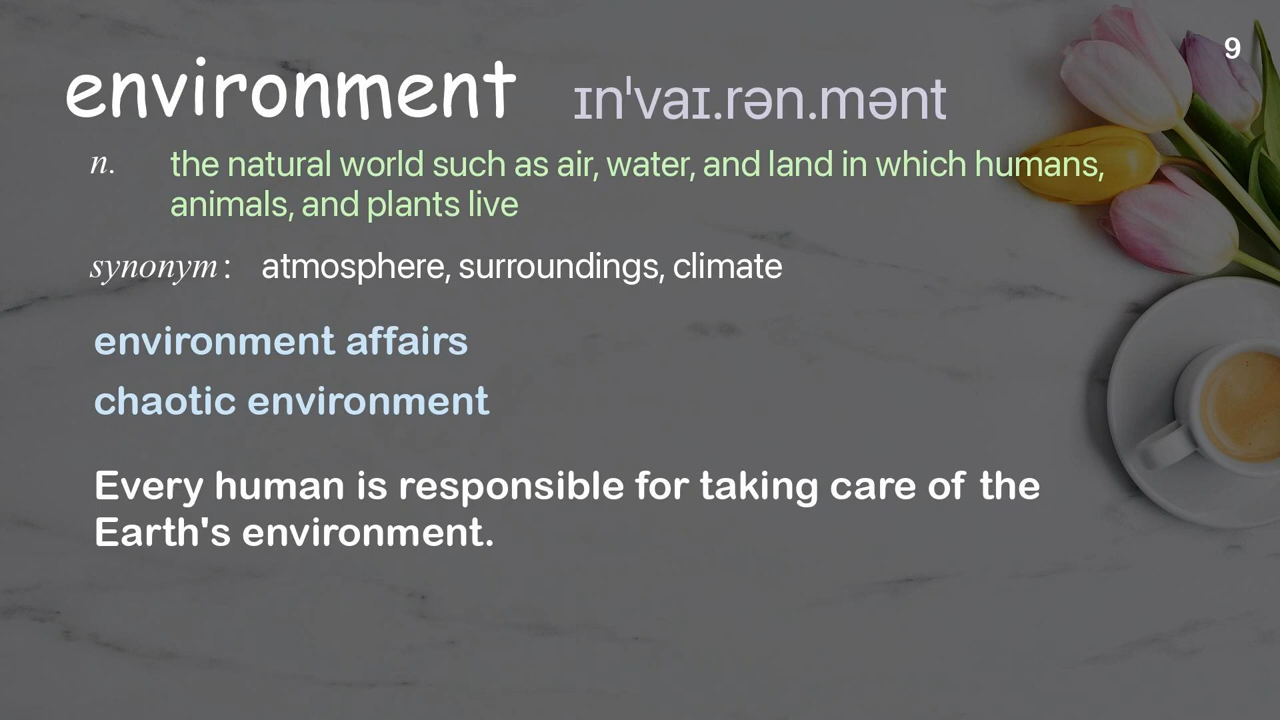 9
environment ɪnˈvaɪ.rən.mənt
n. the natural world such as air, water, and land in which humans,
animals, and plants live
synonym: atmosphere, surroundings, climate
environment affairs
chaotic environment
Every human is responsible for taking care of the
Earth's environment.